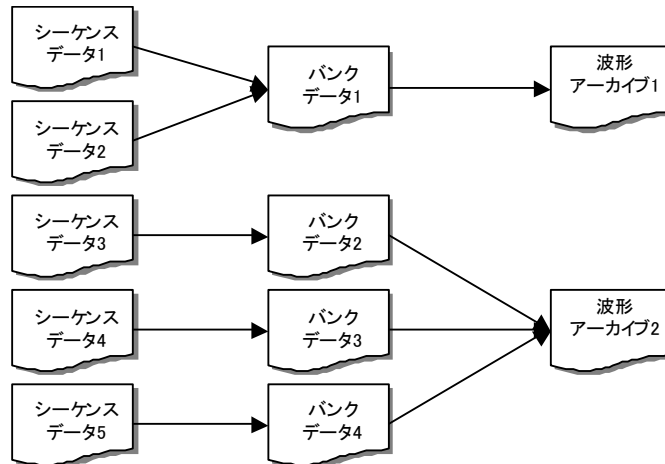 シーケンス
データ1
バンク
データ1
波形
アーカイブ1
シーケンス
データ2
シーケンス
データ3
バンク
データ2
シーケンス
データ4
バンク
データ3
波形
アーカイブ2
シーケンス
データ5
バンク
データ4